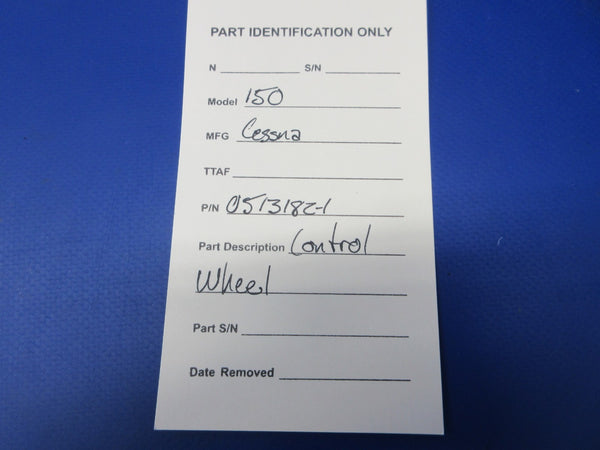 PART IDENTIFICATION ONLY
N S/N
Model 150
MFG Cessna
TTAF
P/N 0513182-1
Part Description Control
Wheel
Part S/N
Date Removed